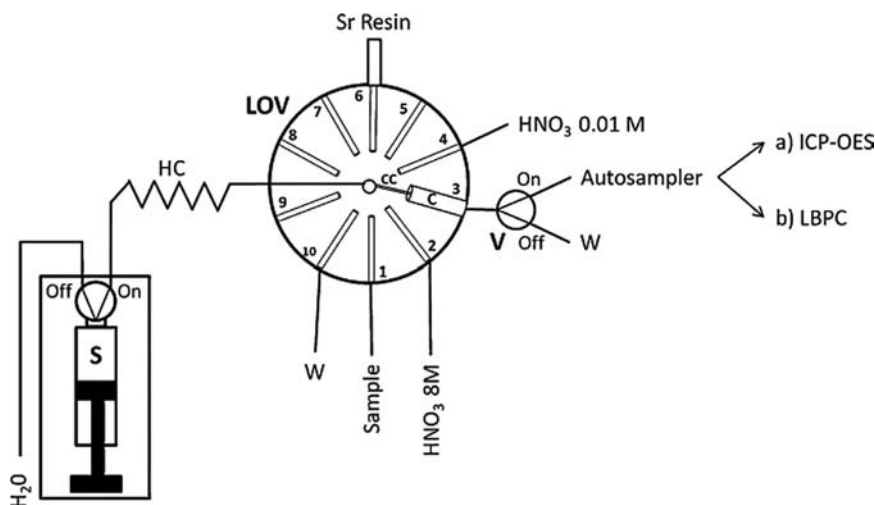 Sr Resin
LOV
6
7
5
8
4
HNO₃ 0.01 M
a) ICP-OES
HC
CC
3
On
Autosampler
C
9
b) LBPC
V
Off
W
10
1
2
Off
On
S
W
Sample
HNO₃ 8M
H₂0